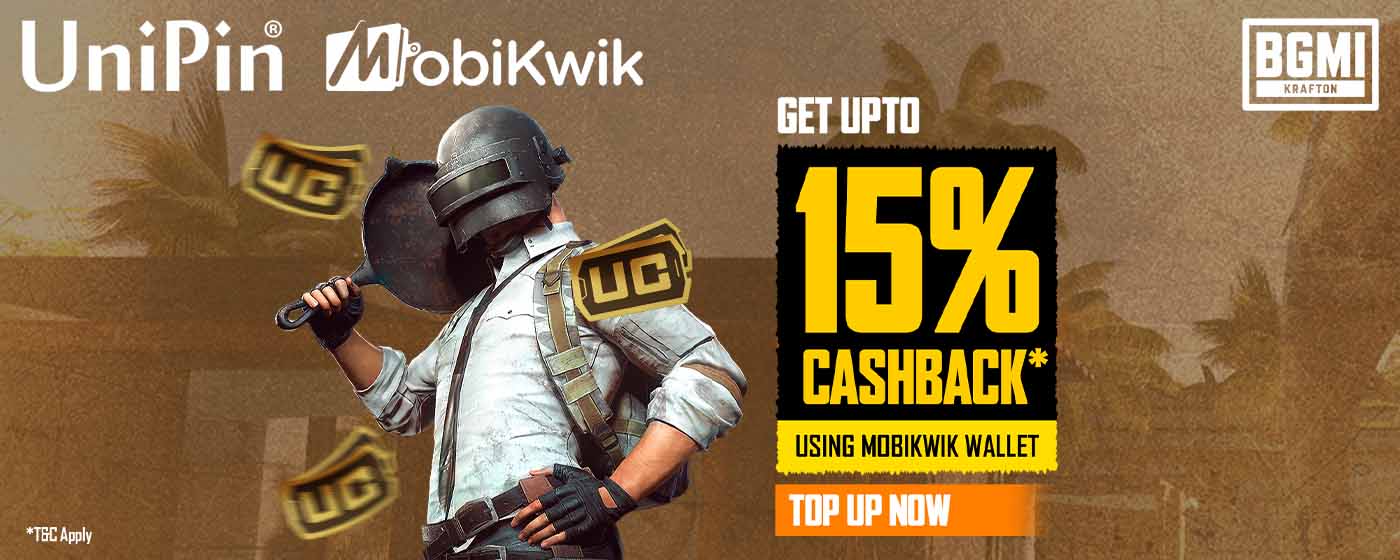 UniPin®
MobiKwik
BGMI
KRAFTON
GET UPTO
15%
CASHBACK*
USING MOBIKWIK WALLET
TOP UP NOW
UC
UC
UC
*T&C Apply